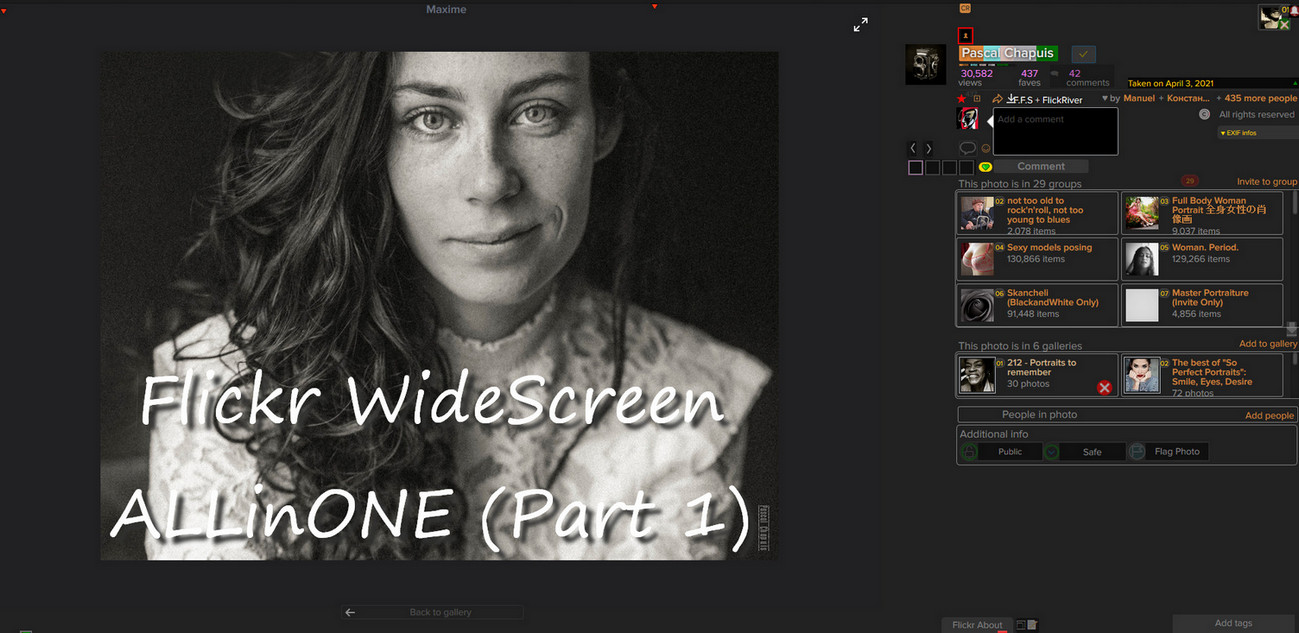 Maxime
Flickr WideScreen
ALLinONE (Part 1)
Pascal Chapuis
Back to gallery
CR
01
Pascal Chapuis
30,582
views
437
faves
42
comments
Taken on April 3, 2021
F.F.S + FlickRiver
by Manuel + Констан... + 435 more people
All rights reserved
EXIF infos
Add a comment
Comment
This photo is in 29 groups
29
Invite to group
02 not too old to
rock'n'roll, not too
young to blues
2,078 items
03 Full Body Woman
Portrait 全身女性の肖
像画
9,037 items
04 Sexy models posing
130,866 items
05 Woman. Period.
129,266 items
06 Skancheli
(BlackandWhite Only)
91,448 items
07 Master Portraiture
(Invite Only)
4,856 items
This photo is in 6 galleries
Add to gallery
01 212 - Portraits to
remember
30 photos
02 The best of "So
Perfect Portraits":
Smile, Eyes, Desire
72 photos
People in photo
Add people
Additional info
Public
Safe
Flag Photo
Flickr About
Add tags